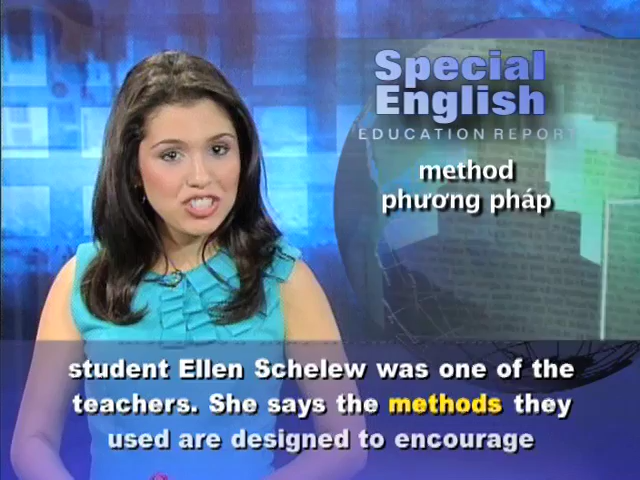 Special
English
EDUCATION REPORT
method
phương pháp
student Ellen Schelew was one of the
teachers. She says the methods they
used are designed to encourage